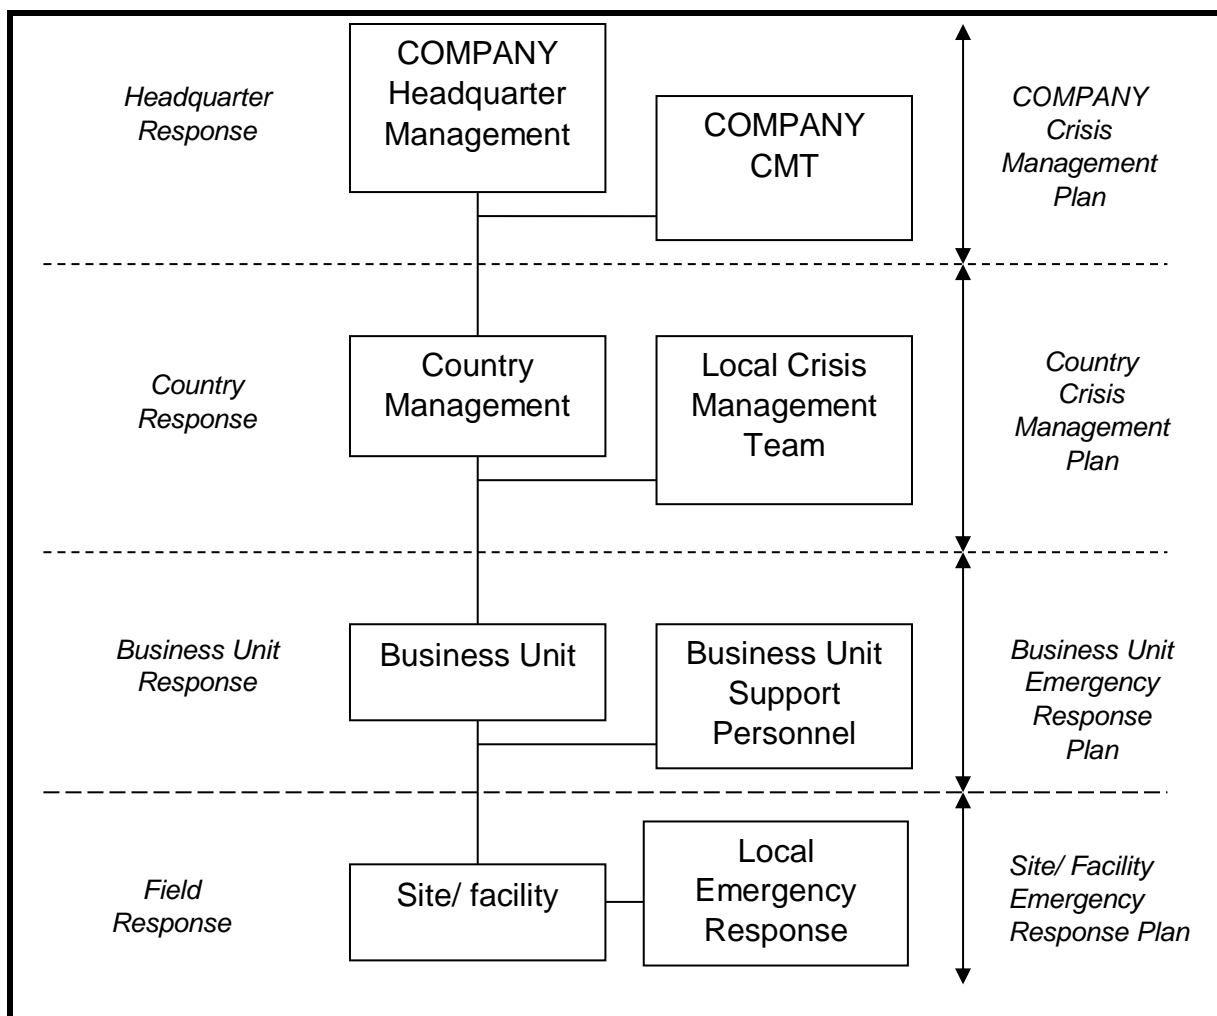 Headquarter
Response
COMPANY
Headquarter
Management
COMPANY
CMT
COMPANY
Crisis
Management
Plan
Country
Response
Country
Management
Local Crisis
Management
Team
Country
Crisis
Management
Plan
Business Unit
Response
Business Unit
Business Unit
Support
Personnel
Business Unit
Emergency
Response
Plan
Field
Response
Site/ facility
Local
Emergency
Response
Site/ Facility
Emergency
Response Plan